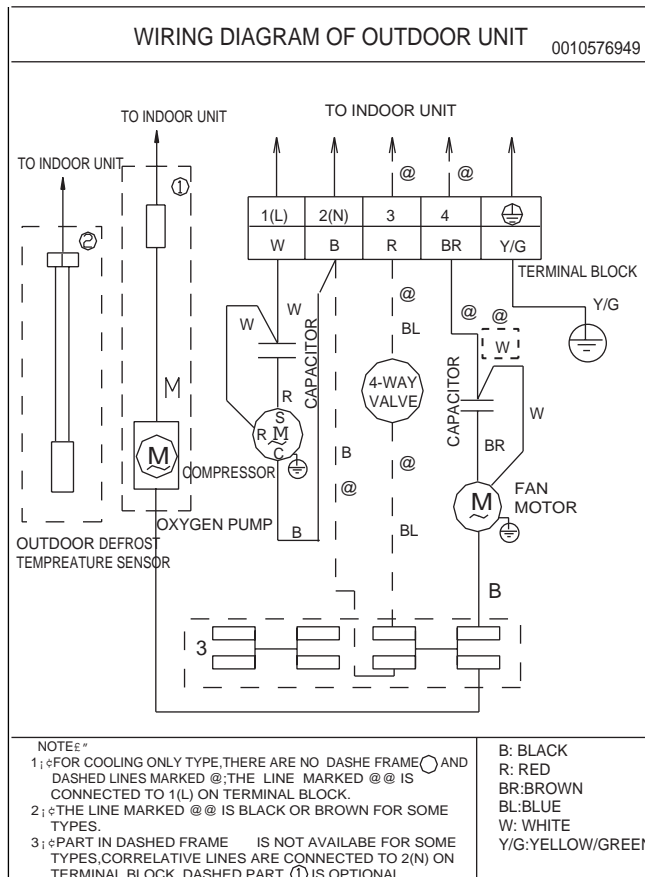 WIRING DIAGRAM OF OUTDOOR UNIT
0010576949
TO INDOOR UNIT
TO INDOOR UNIT
TO INDOOR UNIT
1
2
@
@
1(L) 2(N) 3 4
W B R BR Y/G
TERMINAL BLOCK
@
@ @
Y/G
W
W
BL
W
CAPACITOR
4-WAY
VALVE
CAPACITOR
M
R
S
R M
C
W
B
@
BR
M
COMPRESSOR
@
M
FAN
MOTOR
OXYGEN PUMP
B
BL
OUTDOOR DEFROST
TEMPREATURE SENSOR
B
3
NOTE£"
1¡¢FOR COOLING ONLY TYPE,THERE ARE NO DASHE FRAME AND
DASHED LINES MARKED @;THE LINE MARKED @@ IS
CONNECTED TO 1(L) ON TERMINAL BLOCK.
2¡¢THE LINE MARKED @@ IS BLACK OR BROWN FOR SOME
TYPES.
3¡¢PART IN DASHED FRAME IS NOT AVAILABE FOR SOME
TYPES,CORRELATIVE LINES ARE CONNECTED TO 2(N) ON
TERMINAL BLOCK. DASHED PART ① IS OPTIONAL
B: BLACK
R: RED
BR:BROWN
BL:BLUE
W: WHITE
Y/G:YELLOW/GREEN